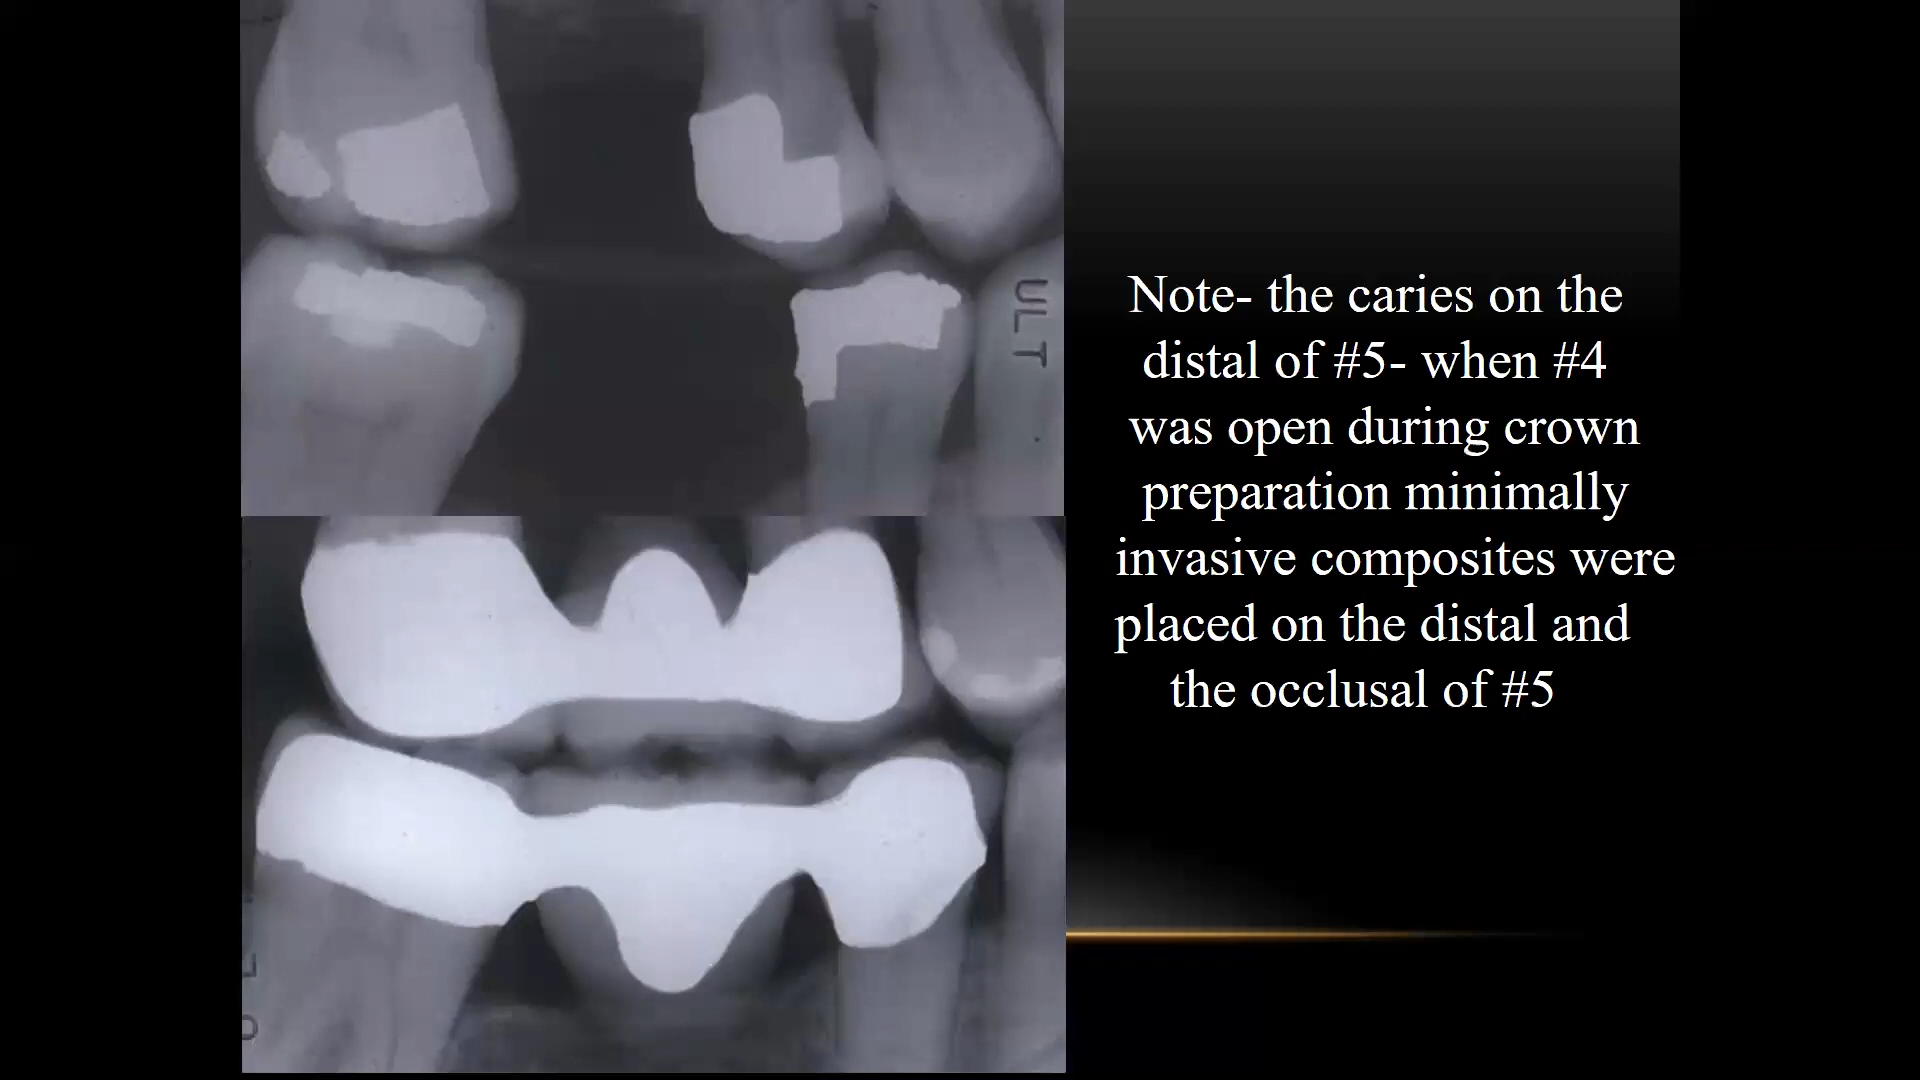 Note- the caries on the
distal of #5- when #4
was open during crown
preparation minimally
invasive composites were
placed on the distal and
the occlusal of #5
ULT